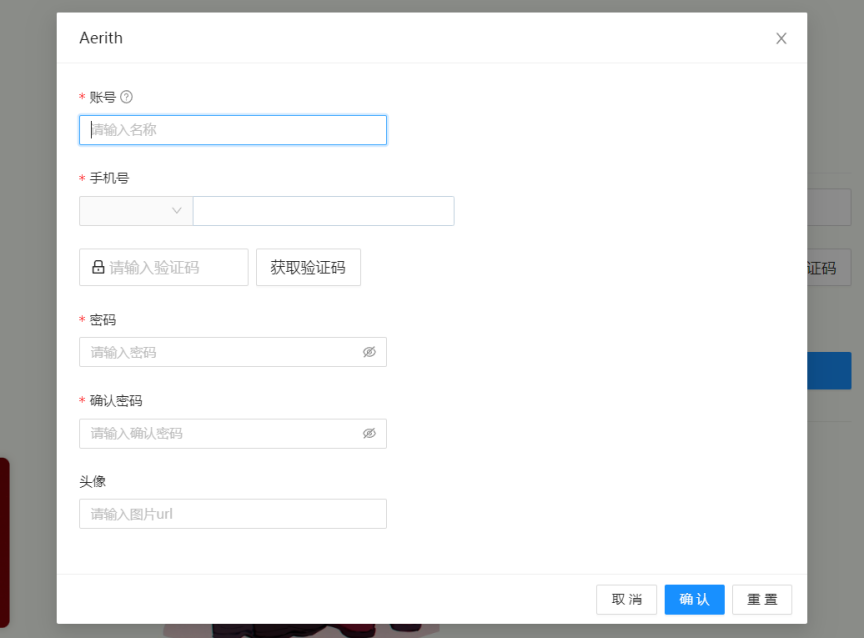 Aerith
* 账号
请输入名称
* 手机号
请输入验证码 获取验证码
证码
* 密码
请输入密码
* 确认密码
请输入确认密码
头像
请输入图片url
取 消 确 认 重 置